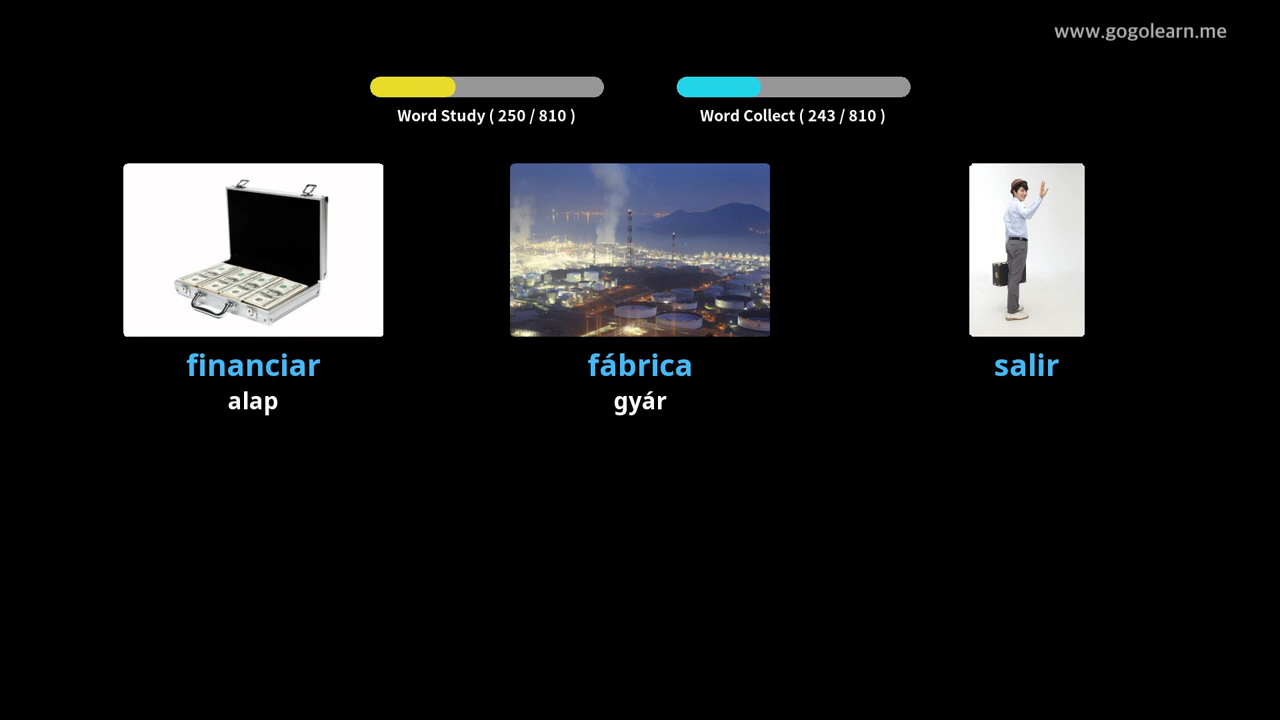 www.gogolearn.me
Word Study ( 250 / 810 )
Word Collect ( 243 / 810 )
financiar
alap
fábrica
gyár
salir